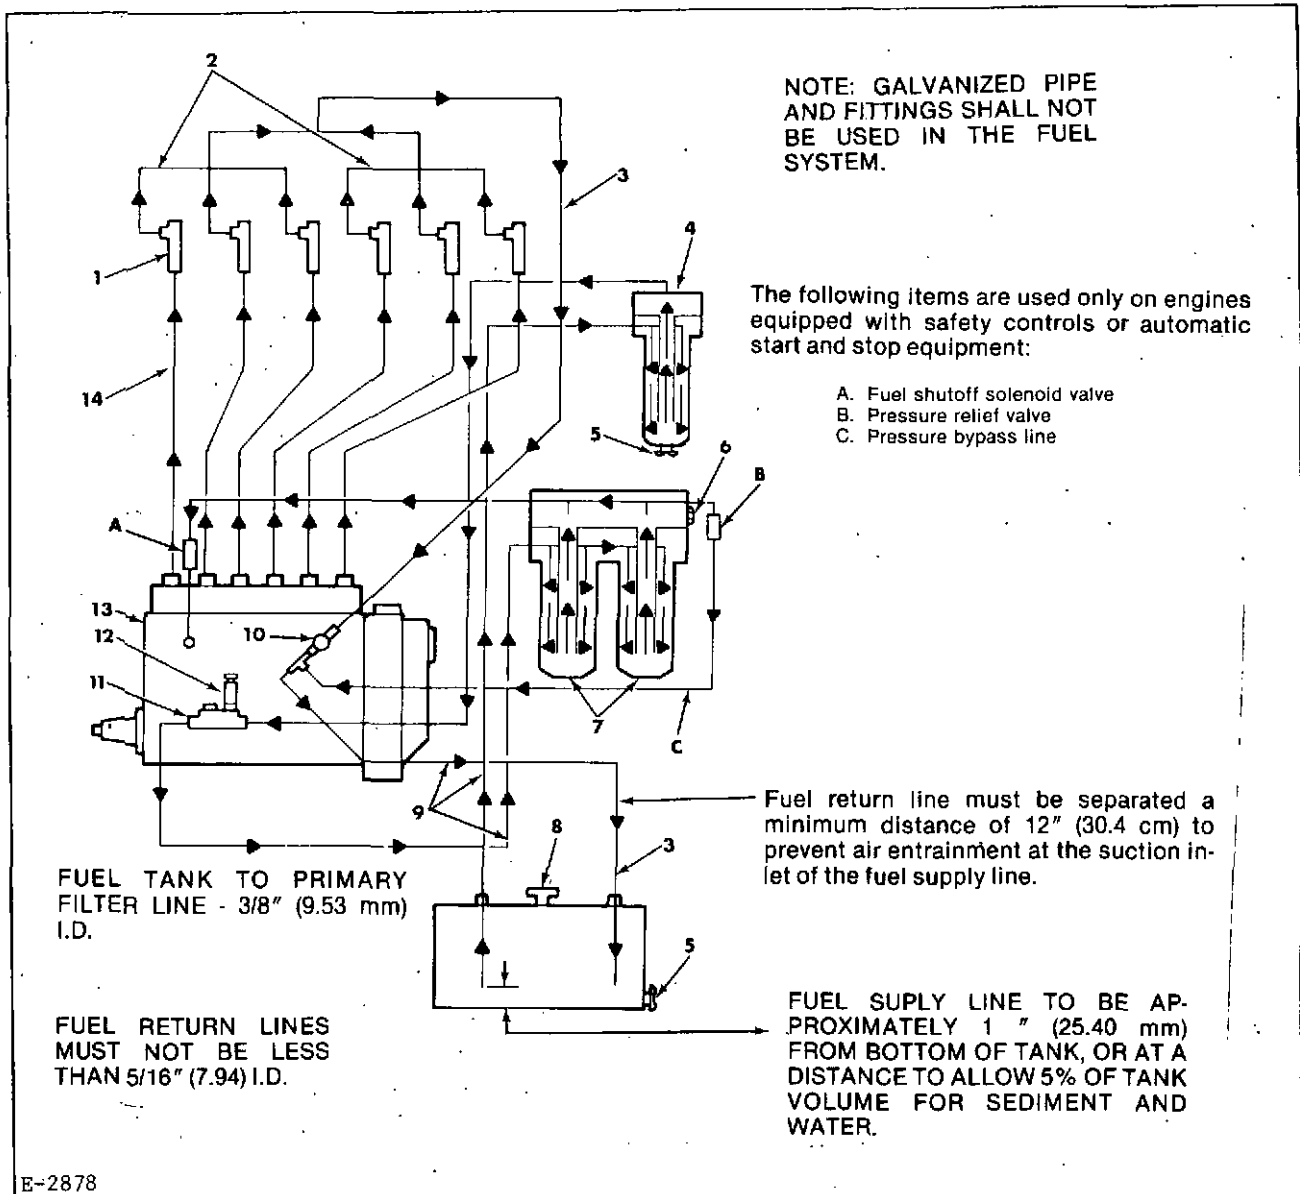 2
NOTE: GALVANIZED PIPE
AND FITTINGS SHALL NOT
BE USED IN THE FUEL
SYSTEM.
3
4
1
The following items are used only on engines
equipped with safety controls or automatic
start and stop equipment:
A. Fuel shutoff solenoid valve
B. Pressure relief valve
C. Pressure bypass line
14
5
6
B
A
13
10
12
11
7
C
9
Fuel return line must be separated a
minimum distance of 12" (30.4 cm) to
prevent air entrainment at the suction in-
let of the fuel supply line.
8
3
FUEL TANK TO PRIMARY
FILTER LINE - 3/8" (9.53 mm)
I.D.
5
FUEL RETURN LINES
MUST NOT BE LESS
THAN 5/16" (7.94) I.D.
FUEL SUPLY LINE TO BE AP-
PROXIMATELY 1 " (25.40 mm)
FROM BOTTOM OF TANK, OR AT A
DISTANCE TO ALLOW 5% OF TANK
VOLUME FOR SEDIMENT AND
WATER.
E-2878